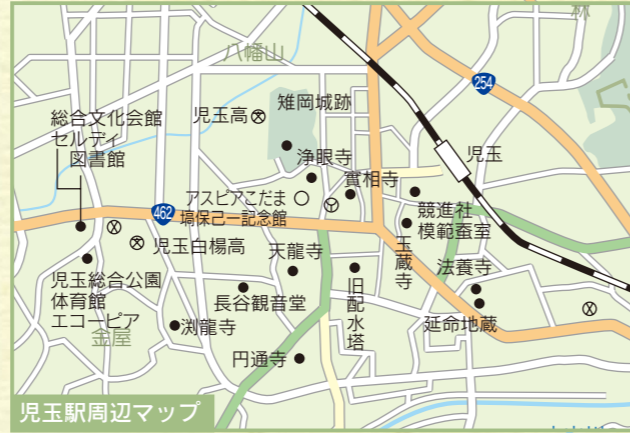 林
八幡山
254
雉岡城跡
総合文化会館
セルディ
図書館
児玉高
児玉
浄眼寺
實相寺
アスピアこだま
塙保己一記念館
462
競進社
模範蚕室
児玉白楊高
天龍寺
玉蔵寺
法養寺
児玉総合公園
体育館
エコーピア
長谷観音堂
旧配水塔
延命地蔵
金屋
渕龍寺
円通寺
児玉駅周辺マップ